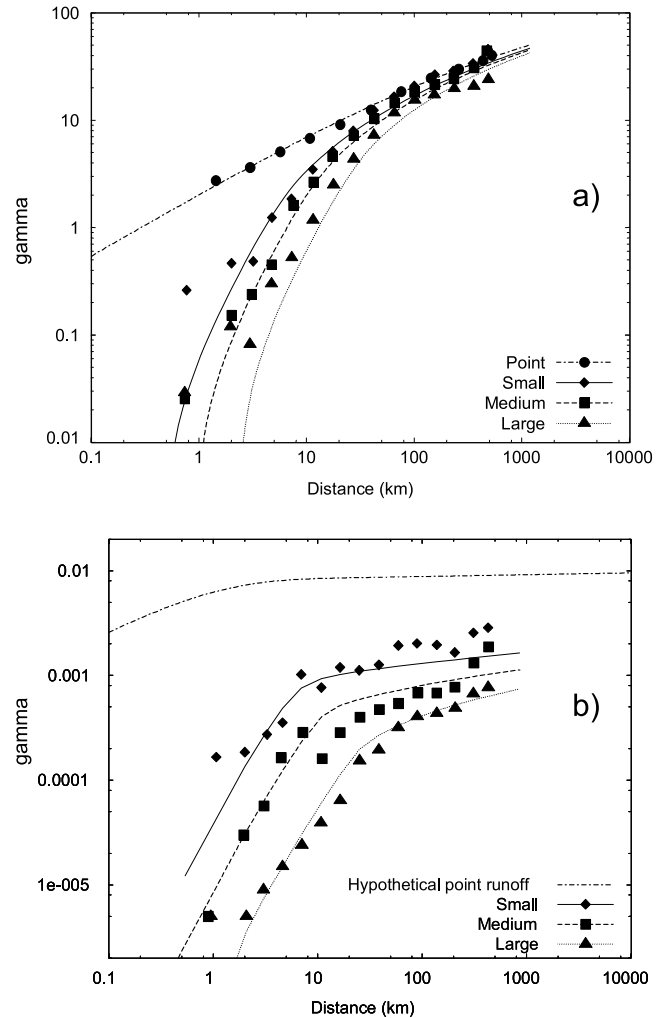 100
10
1
0.1
0.01
gamma
a)
Point
Small
Medium
Large
0.1 1 10 100 1000 10000
Distance (km)
0.01
0.001
0.0001
1e-005
gamma
b)
Hypothetical point runoff
Small
Medium
Large
0.1 1 10 100 1000 10000
Distance (km)